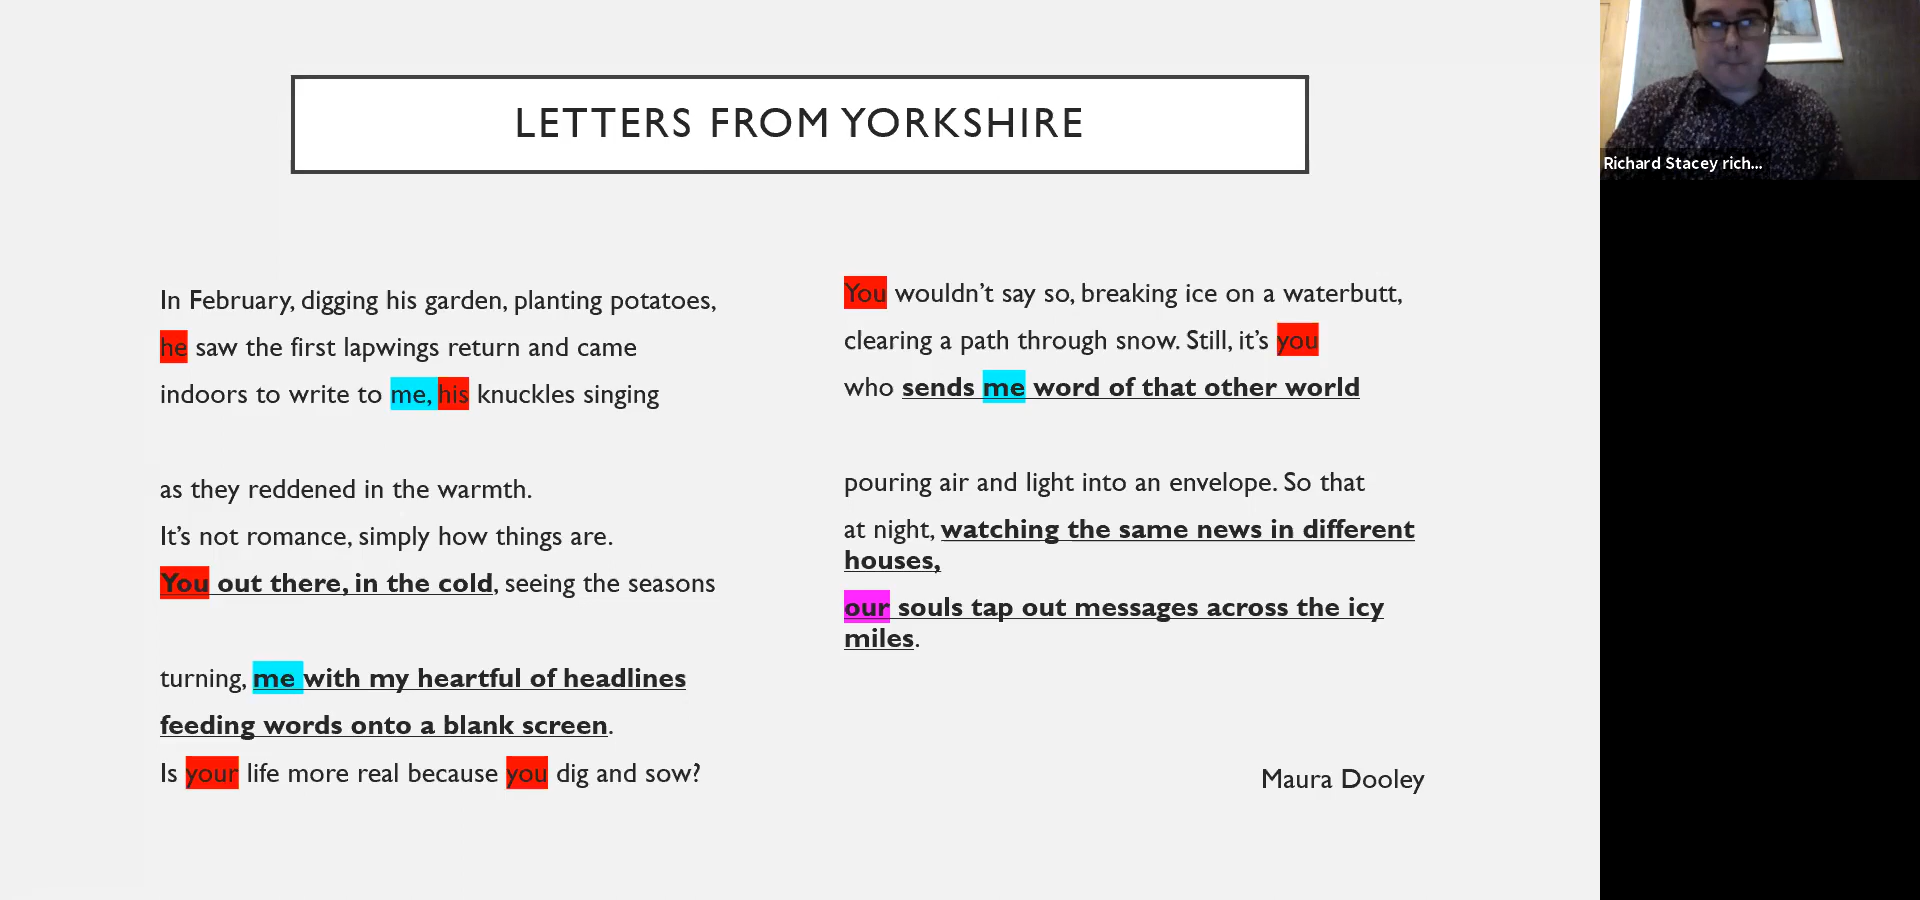 LETTERS FROM YORKSHIRE
In February, digging his garden, planting potatoes,
he saw the first lapwings return and came
indoors to write to me, his knuckles singing
as they reddened in the warmth.
It’s not romance, simply how things are.
You out there, in the cold, seeing the seasons
turning, me with my heartful of headlines
feeding words onto a blank screen.
Is your life more real because you dig and sow?
You wouldn’t say so, breaking ice on a waterbutt,
clearing a path through snow. Still, it’s you
who sends me word of that other world
pouring air and light into an envelope. So that
at night, watching the same news in different
houses,
our souls tap out messages across the icy
miles.
Maura Dooley
Richard Stacey rich...